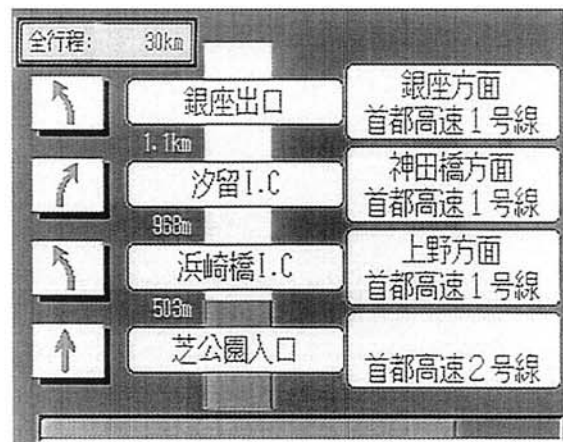 全行程: 30km
銀座出口
銀座方面
首都高速1号線
1.1km
汐留I.C
神田橋方面
首都高速1号線
968m
浜崎橋I.C
上野方面
首都高速1号線
503m
芝公園入口
首都高速2号線